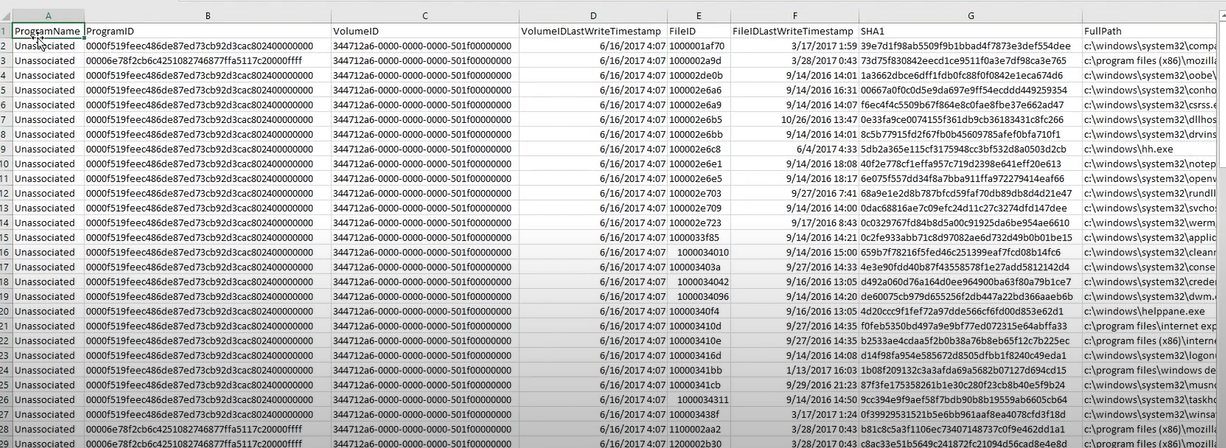 A B C D E F G H
1 ProgramName ProgramID VolumeID VolumeIDLastWriteTimestamp FileID FileIDLastWriteTimestamp SHA1 FullPath
2 Unassociated 0000f519feec486de87ed73cb92d3cac802400000000 344712a6-0000-0000-0000-501f00000000 6/16/2017 4:07 1000001af70 3/17/2017 1:59 39e7d1f98ab5509f9b1bbad4f7873e3def554dee c:\windows\system32\compa
3 Unassociated 00006e78f2cb6c4251082746877ffa5117c20000ffff 344712a6-0000-0000-0000-501f00000000 6/16/2017 4:07 1000002a9d 3/28/2017 0:43 73d75f830842eecd1ce9511f0a3e7df98ca3e765 c:\program files (x86)\mozilla
4 Unassociated 0000f519feec486de87ed73cb92d3cac802400000000 344712a6-0000-0000-0000-501f00000000 6/16/2017 4:07 100002de0b 9/14/2016 14:01 1a3662dbce6dff1fdb0fc88f0f0842e1eca674d6 c:\windows\system32\oobe\
5 Unassociated 0000f519feec486de87ed73cb92d3cac802400000000 344712a6-0000-0000-0000-501f00000000 6/16/2017 4:07 100002e6a6 9/15/2016 16:31 00667a0f0c0d5e9da697e9ff54ecddd449259354 c:\windows\system32\conho
6 Unassociated 0000f519feec486de87ed73cb92d3cac802400000000 344712a6-0000-0000-0000-501f00000000 6/16/2017 4:07 100002e6a9 9/14/2016 14:07 f6ec4f4c5509b67f864e8c0fae8fbe37e662ad47 c:\windows\system32\csrss.e
7 Unassociated 0000f519feec486de87ed73cb92d3cac802400000000 344712a6-0000-0000-0000-501f00000000 6/16/2017 4:07 100002e6b5 10/26/2016 13:47 0e33fa9ce0074155f361db9cb36183431c8fc266 c:\windows\system32\dllhos
8 Unassociated 0000f519feec486de87ed73cb92d3cac802400000000 344712a6-0000-0000-0000-501f00000000 6/16/2017 4:07 100002e6bb 9/14/2016 14:01 8c5b77915fd2f67fb0b45609785afef0bfa710f1 c:\windows\system32\drvins
9 Unassociated 0000f519feec486de87ed73cb92d3cac802400000000 344712a6-0000-0000-0000-501f00000000 6/16/2017 4:07 100002e6c8 6/4/2017 4:33 5db2a365e115cf3175948cc3bf532d8a0503d2cb c:\windows\hh.exe
10 Unassociated 0000f519feec486de87ed73cb92d3cac802400000000 344712a6-0000-0000-0000-501f00000000 6/16/2017 4:07 100002e6e1 9/14/2016 18:08 40f2e778cf1effa957c719d2398e641eff20e613 c:\windows\system32\notep
11 Unassociated 0000f519feec486de87ed73cb92d3cac802400000000 344712a6-0000-0000-0000-501f00000000 6/16/2017 4:07 100002e6e5 9/14/2016 18:17 6e075f557dd34f8a7bba911ffa972279414eaf66 c:\windows\system32\openw
12 Unassociated 0000f519feec486de87ed73cb92d3cac802400000000 344712a6-0000-0000-0000-501f00000000 6/16/2017 4:07 100002e703 9/27/2016 7:41 68a9e1e2d8b787bfcd59faf70db89db8d4d21e47 c:\windows\system32\rundll
13 Unassociated 0000f519feec486de87ed73cb92d3cac802400000000 344712a6-0000-0000-0000-501f00000000 6/16/2017 4:07 100002e709 9/14/2016 14:00 0dac68816ae7c09efc24d11c27c3274dfd147dee c:\windows\system32\svchos
14 Unassociated 0000f519feec486de87ed73cb92d3cac802400000000 344712a6-0000-0000-0000-501f00000000 6/16/2017 4:07 100002e723 9/17/2016 8:43 0c0329767fd84b8d5a00c91925da6be954ae6610 c:\windows\system32\werm
15 Unassociated 0000f519feec486de87ed73cb92d3cac802400000000 344712a6-0000-0000-0000-501f00000000 6/16/2017 4:07 1000033f85 9/14/2016 14:21 0c2fe933abb71c8d97082ae6d732d49b0b01be15 c:\windows\system32\applic
16 Unassociated 0000f519feec486de87ed73cb92d3cac802400000000 344712a6-0000-0000-0000-501f00000000 6/16/2017 4:07 1000034010 9/14/2016 15:00 659b7f78216f5fed46c251399eaf7fcd08b14fc6 c:\windows\system32\cleanr
17 Unassociated 0000f519feec486de87ed73cb92d3cac802400000000 344712a6-0000-0000-0000-501f00000000 6/16/2017 4:07 100003403a 9/27/2016 14:33 4e3e90fdd40b87f43558578f1e27add5812142d4 c:\windows\system32\conse
18 Unassociated 0000f519feec486de87ed73cb92d3cac802400000000 344712a6-0000-0000-0000-501f00000000 6/16/2017 4:07 1000034042 9/16/2016 13:05 d492a060d76a164d0ee964900ba63f80a79b1ce7 c:\windows\system32\crede
19 Unassociated 0000f519feec486de87ed73cb92d3cac802400000000 344712a6-0000-0000-0000-501f00000000 6/16/2017 4:07 1000034096 9/14/2016 14:20 de60075cb979d655256f2db447a22bd366aaeb6b c:\windows\system32\dwm.e
20 Unassociated 0000f519feec486de87ed73cb92d3cac802400000000 344712a6-0000-0000-0000-501f00000000 6/16/2017 4:07 10000340f4 9/16/2016 13:05 4d20ccc9f1fef72a97dde566cf6fd00d853e62d1 c:\windows\helppane.exe
21 Unassociated 0000f519feec486de87ed73cb92d3cac802400000000 344712a6-0000-0000-0000-501f00000000 6/16/2017 4:07 100003410d 9/27/2016 14:35 f0feb5350bd497a9e9bf77ed072315e64abffa33 c:\program files\internet exp
22 Unassociated 0000f519feec486de87ed73cb92d3cac802400000000 344712a6-0000-0000-0000-501f00000000 6/16/2017 4:07 100003410e 9/27/2016 14:35 b2533ae4cdaa5f2b0b38a76b8eb65f12c7b225ec c:\program files (x86)\interne
23 Unassociated 0000f519feec486de87ed73cb92d3cac802400000000 344712a6-0000-0000-0000-501f00000000 6/16/2017 4:07 100003416d 9/14/2016 14:08 d14f98fa954e585672d8505dfbb1f8240c49eda1 c:\windows\system32\logonu
24 Unassociated 0000f519feec486de87ed73cb92d3cac802400000000 344712a6-0000-0000-0000-501f00000000 6/16/2017 4:07 10000341bb 1/13/2017 16:03 1b18f209132c3a3afda69a5682b07127d694cd15 c:\program files\windows de
25 Unassociated 0000f519feec486de87ed73cb92d3cac802400000000 344712a6-0000-0000-0000-501f00000000 6/16/2017 4:07 10000341cb 9/29/2016 21:23 87f3fe175358261b1e30c280f23cb8b40e5f9b24 c:\windows\system32\musno
26 Unassociated 0000f519feec486de87ed73cb92d3cac802400000000 344712a6-0000-0000-0000-501f00000000 6/16/2017 4:07 1000034311 9/14/2016 14:50 9cc394e9f9aef58f7bdb90b8b19559ab6605cb64 c:\windows\system32\taskho
27 Unassociated 0000f519feec486de87ed73cb92d3cac802400000000 344712a6-0000-0000-0000-501f00000000 6/16/2017 4:07 100003438f 3/17/2017 1:24 0f39929531521b5e6bb961aaf8ea4078cfd3f18d c:\windows\system32\winsa
28 Unassociated 00006e78f2cb6c4251082746877ffa5117c20000ffff 344712a6-0000-0000-0000-501f00000000 6/16/2017 4:07 1100002aa2 3/28/2017 0:43 b81c8c5a3f1106ec73407148737c0f9e462dd1a1 c:\program files (x86)\mozilla
29 Unassociated 00006e78f2cb6c4251082746877ffa5117c20000ffff 344712a6-0000-0000-0000-501f00000000 6/16/2017 4:07 1200002b30 3/28/2017 0:43 c8ac33e51b5649c241872fc21094d56cad8e4e8d c:\program files (x86)\mozilla